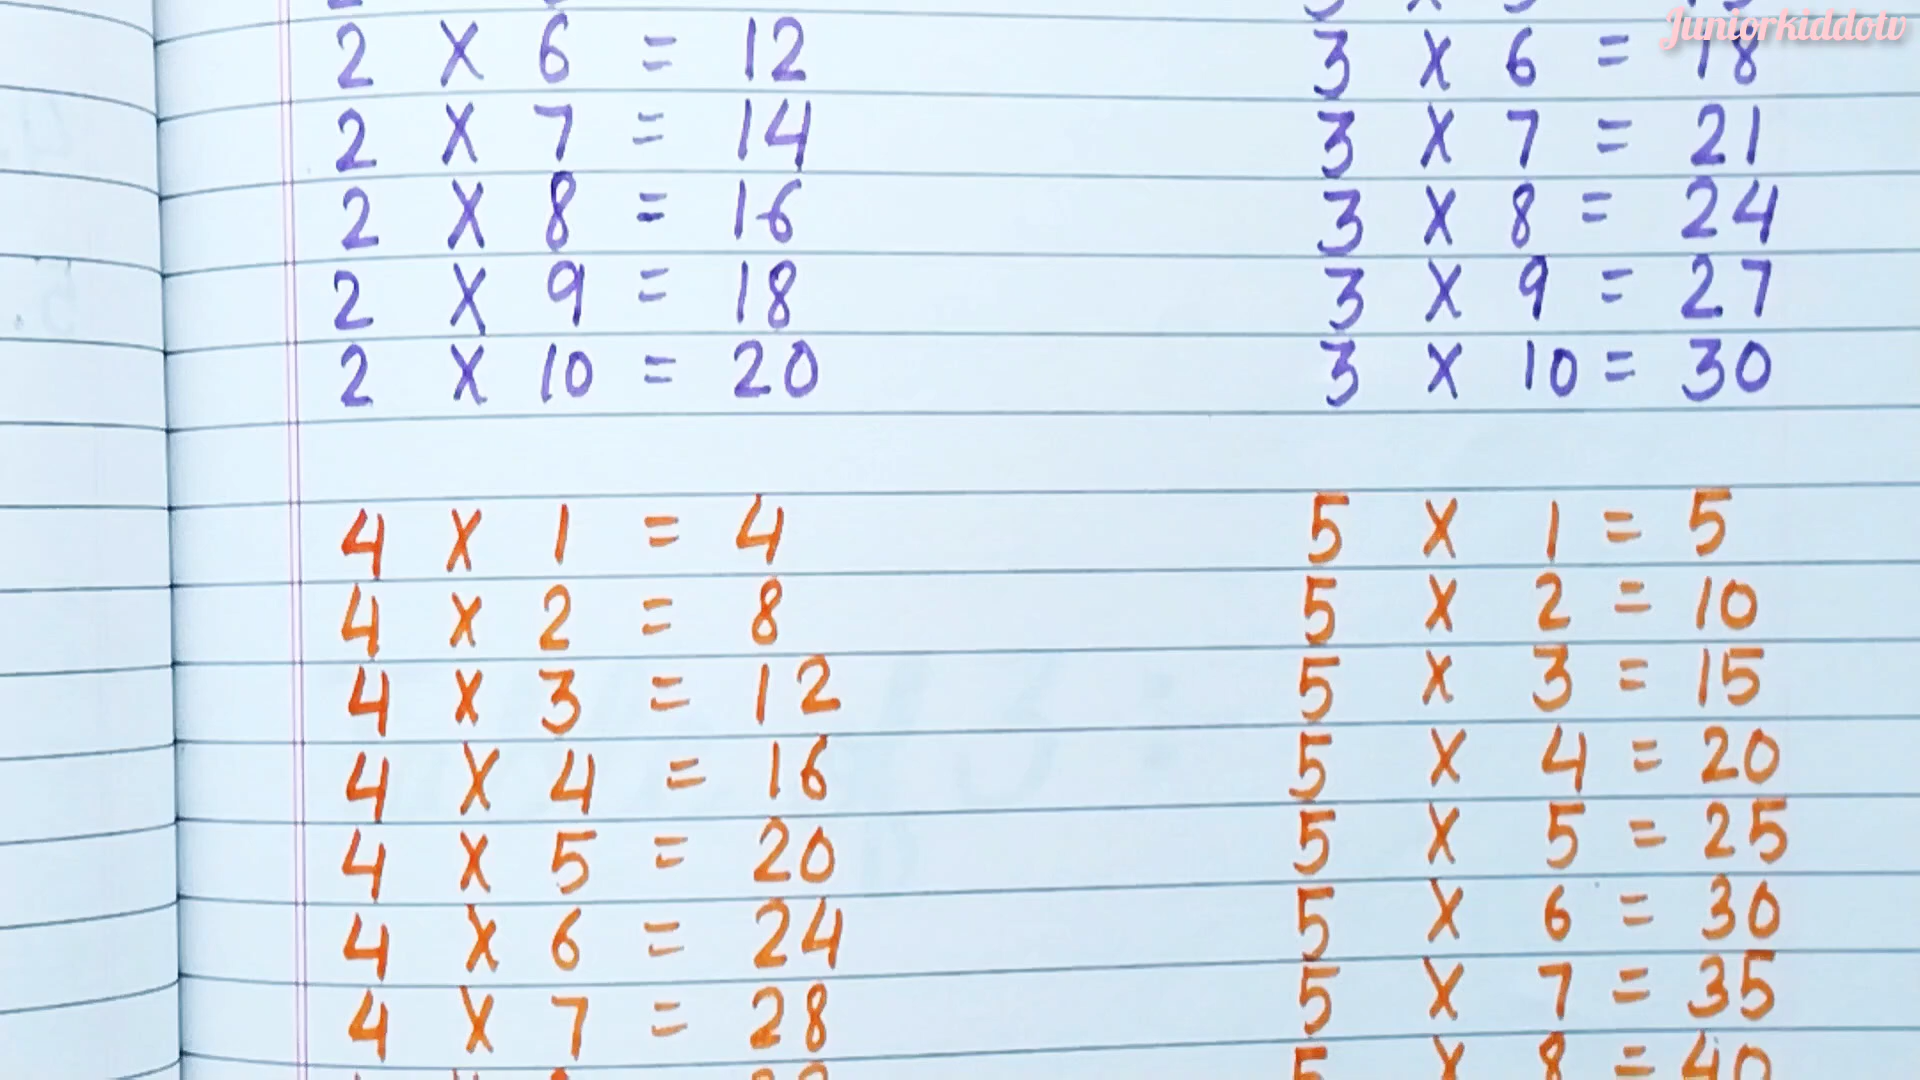 Juniorkiddotv
2 X 6 = 12
2 X 7 = 14
2 X 8 = 16
2 X 9 = 18
2 X 10 = 20
3 X 6 = 18
3 X 7 = 21
3 X 8 = 24
3 X 9 = 27
3 X 10 = 30
4 X 1 = 4
4 X 2 = 8
4 X 3 = 12
4 X 4 = 16
4 X 5 = 20
4 X 6 = 24
4 X 7 = 28
5 X 1 = 5
5 X 2 = 10
5 X 3 = 15
5 X 4 = 20
5 X 5 = 25
5 X 6 = 30
5 X 7 = 35
5 X 8 = 40